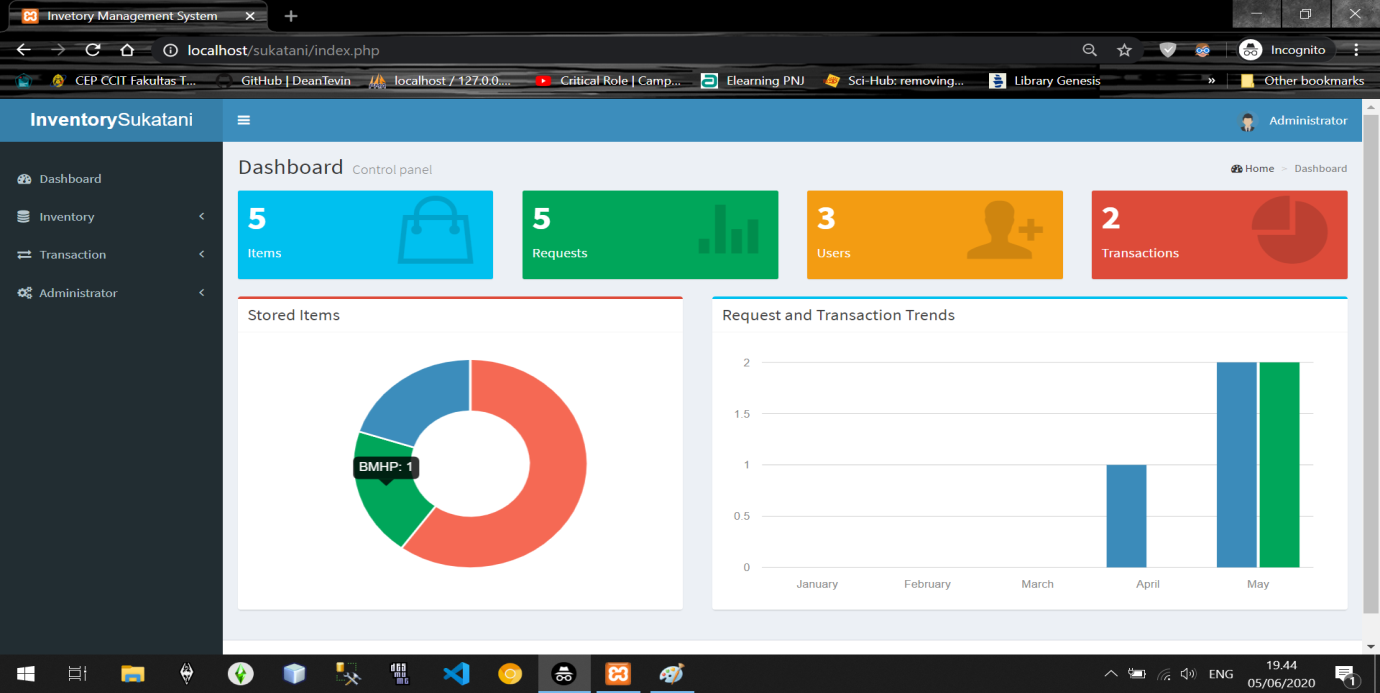 Invetory Management System
localhost/sukatani/index.php
Incognito
CEP CCIT Fakultas T...
GitHub | DeanTevin
localhost / 127.0.0....
Critical Role | Camp...
Elearning PNJ
Sci-Hub: removing...
Library Genesis
»
Other bookmarks
InventorySukatani
Administrator
Dashboard Control panel
Home > Dashboard
Dashboard
Inventory
Transaction
Administrator
5
Items
5
Requests
3
Users
2
Transactions
Stored Items
BMHP: 1
Request and Transaction Trends
2
1.5
1
0.5
0
January
February
March
April
May
ENG
19.44
05/06/2020
1